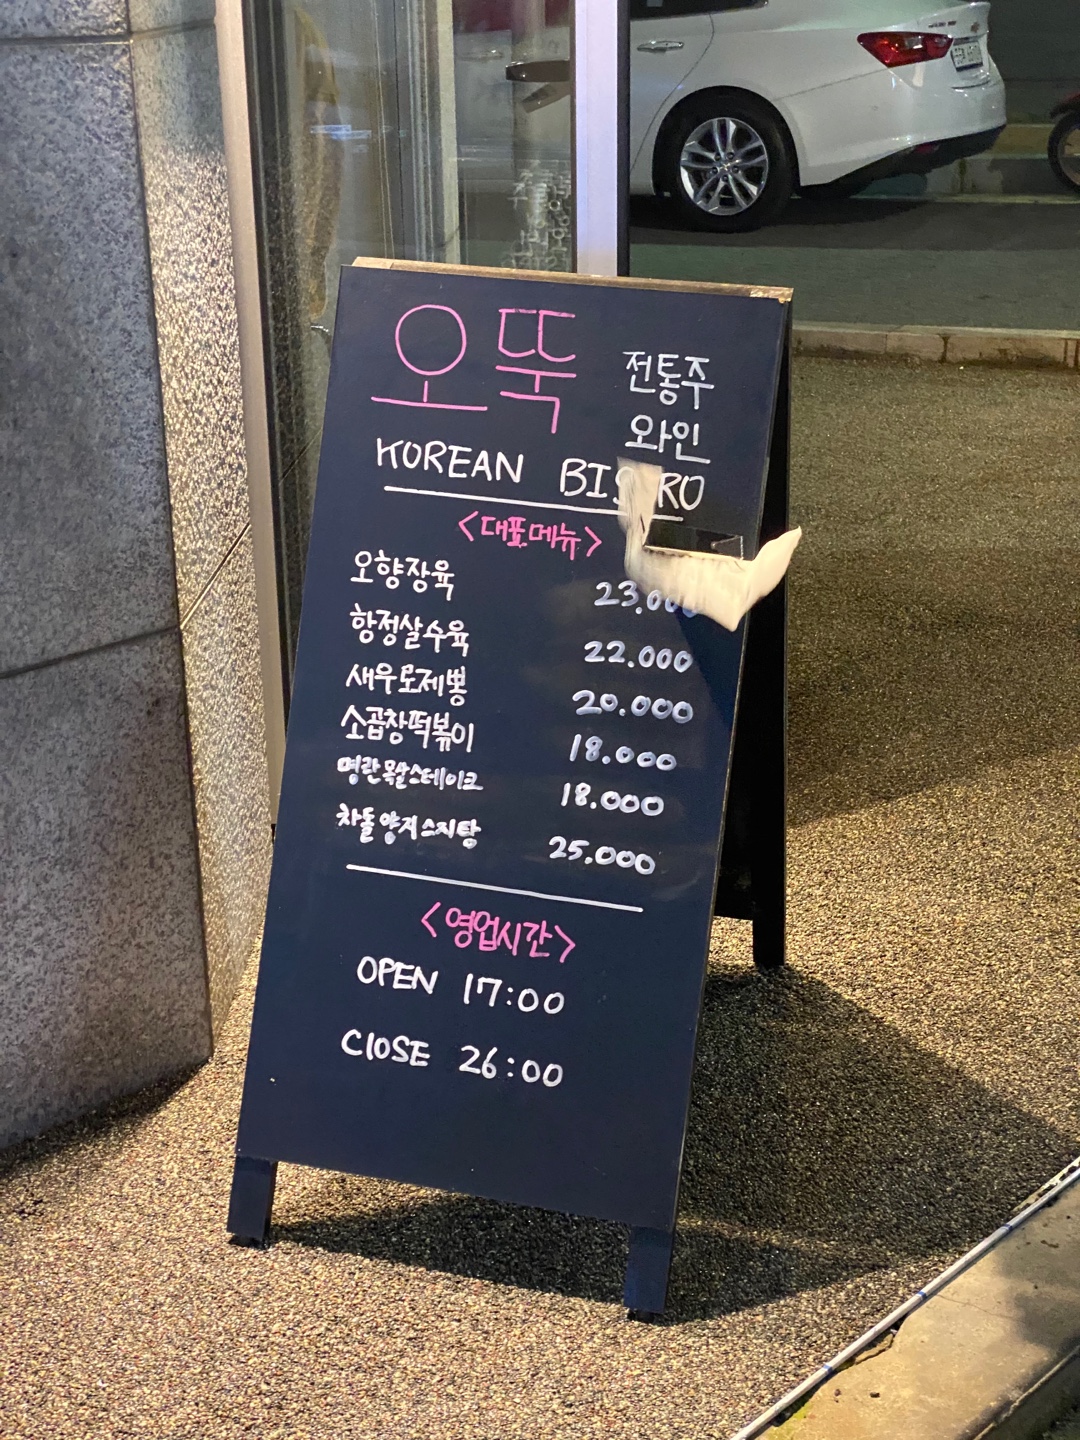 오뚝
전통주
와인
KOREAN BISTRO
<대표메뉴>
오향장육 23.000
항정살수육 22.000
새우로제뽕 20.000
소곱창떡볶이 18.000
명란목살스테이크 18.000
차돌양지스지탕 25.000
<영업시간>
OPEN 17:00
ClOSE 26:00